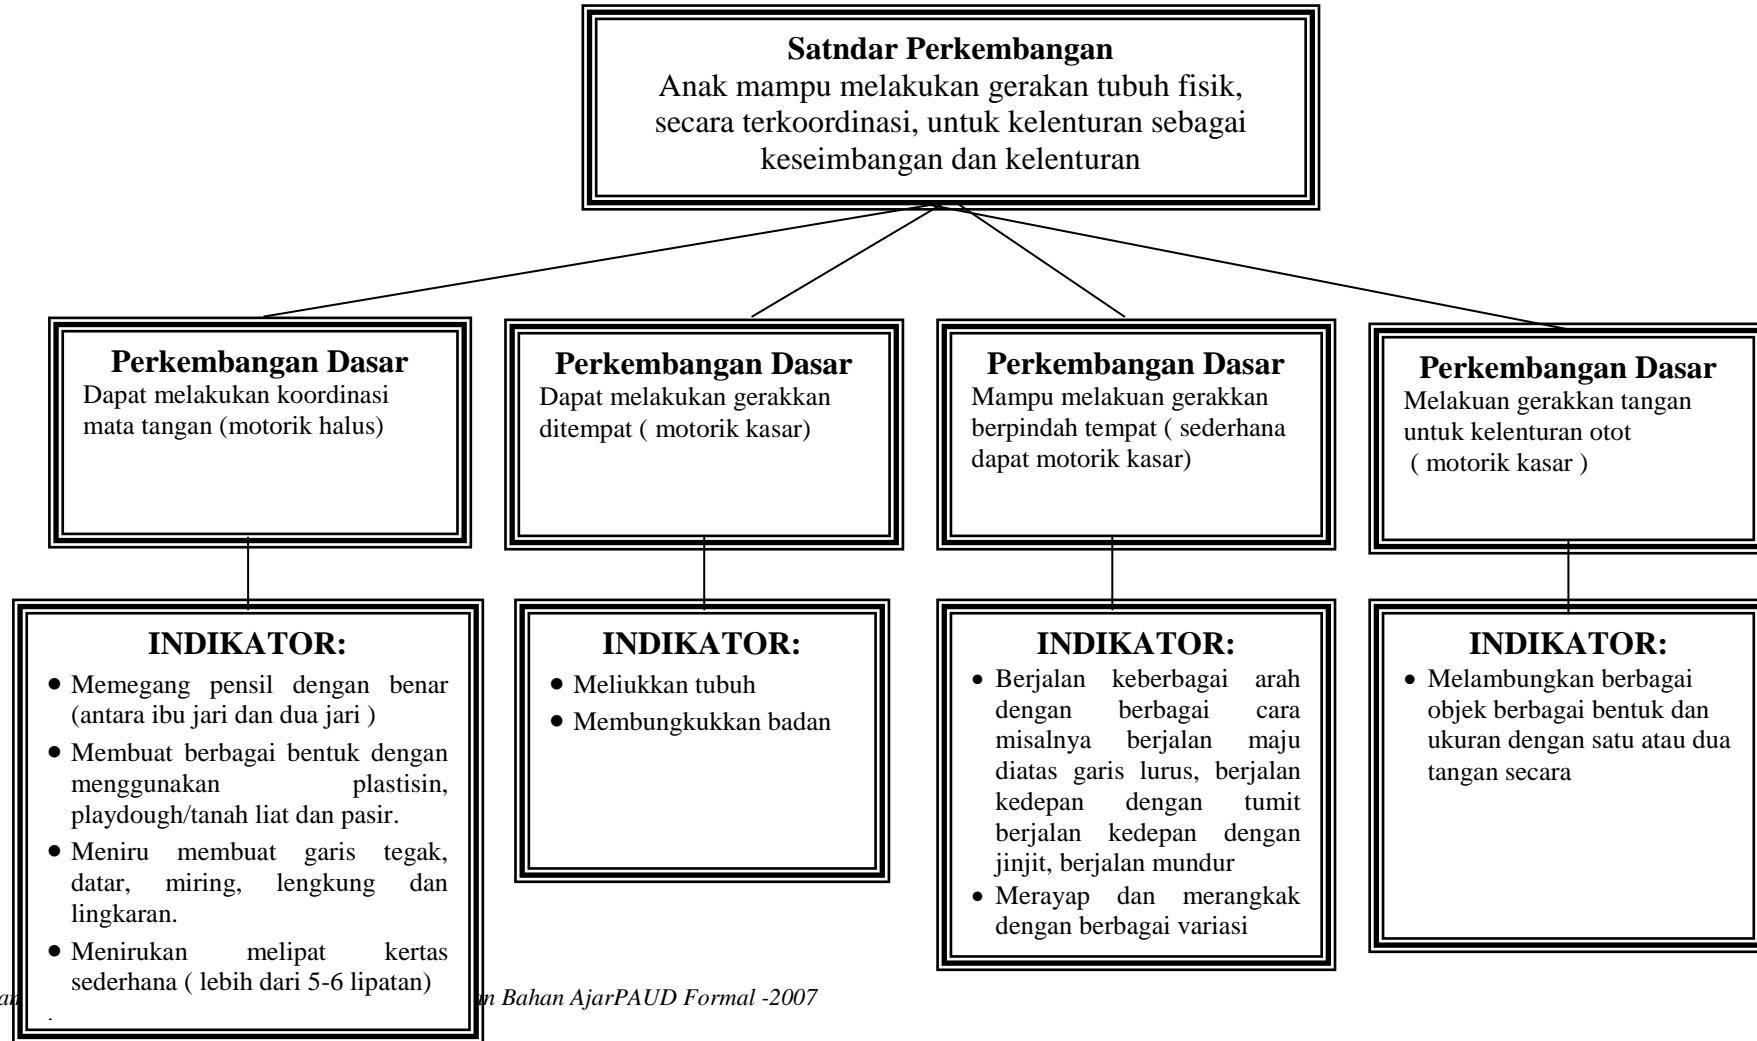 Satndar Perkembangan
Anak mampu melakukan gerakan tubuh fisik,
secara terkoordinasi, untuk kelenturan sebagai
keseimbangan dan kelenturan
Perkembangan Dasar
Dapat melakukan koordinasi
mata tangan (motorik halus)
Perkembangan Dasar
Dapat melakukan gerakkan
ditempat ( motorik kasar)
Perkembangan Dasar
Mampu melakuan gerakkan
berpindah tempat ( sederhana
dapat motorik kasar)
Perkembangan Dasar
Melakuan gerakkan tangan
untuk kelenturan otot
( motorik kasar )
INDIKATOR:
• Memegang pensil dengan benar
(antara ibu jari dan dua jari )
• Membuat berbagai bentuk dengan
menggunakan plastisin,
playdough/tanah liat dan pasir.
• Meniru membuat garis tegak,
datar, miring, lengkung dan
lingkaran.
• Menirukan melipat kertas
sederhana ( lebih dari 5-6 lipatan)
.
INDIKATOR:
• Meliukkan tubuh
• Membungkukkan badan
INDIKATOR:
• Berjalan keberbagai arah
dengan berbagai cara
misalnya berjalan maju
diatas garis lurus, berjalan
kedepan dengan tumit
berjalan kedepan dengan
jinjit, berjalan mundur
• Merayap dan merangkak
dengan berbagai variasi
INDIKATOR:
• Melambungkan berbagai
objek berbagai bentuk dan
ukuran dengan satu atau dua
tangan secara
Bahan AjarPAUD Formal -2007